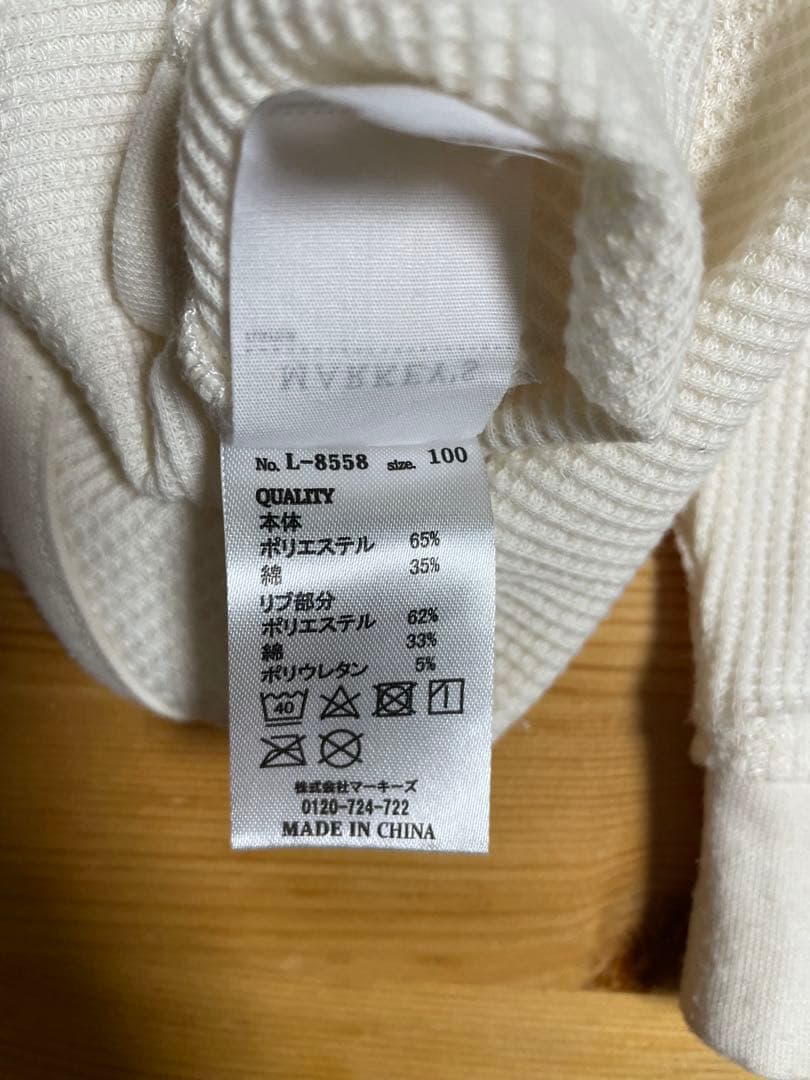 MARKEY'S
No. L-8558 size. 100
QUALITY
本体
ポリエステル 65%
綿 35%
リブ部分
ポリエステル 62%
綿 33%
ポリウレタン 5%
40
株式会社マーキーズ
0120-724-722
MADE IN CHINA